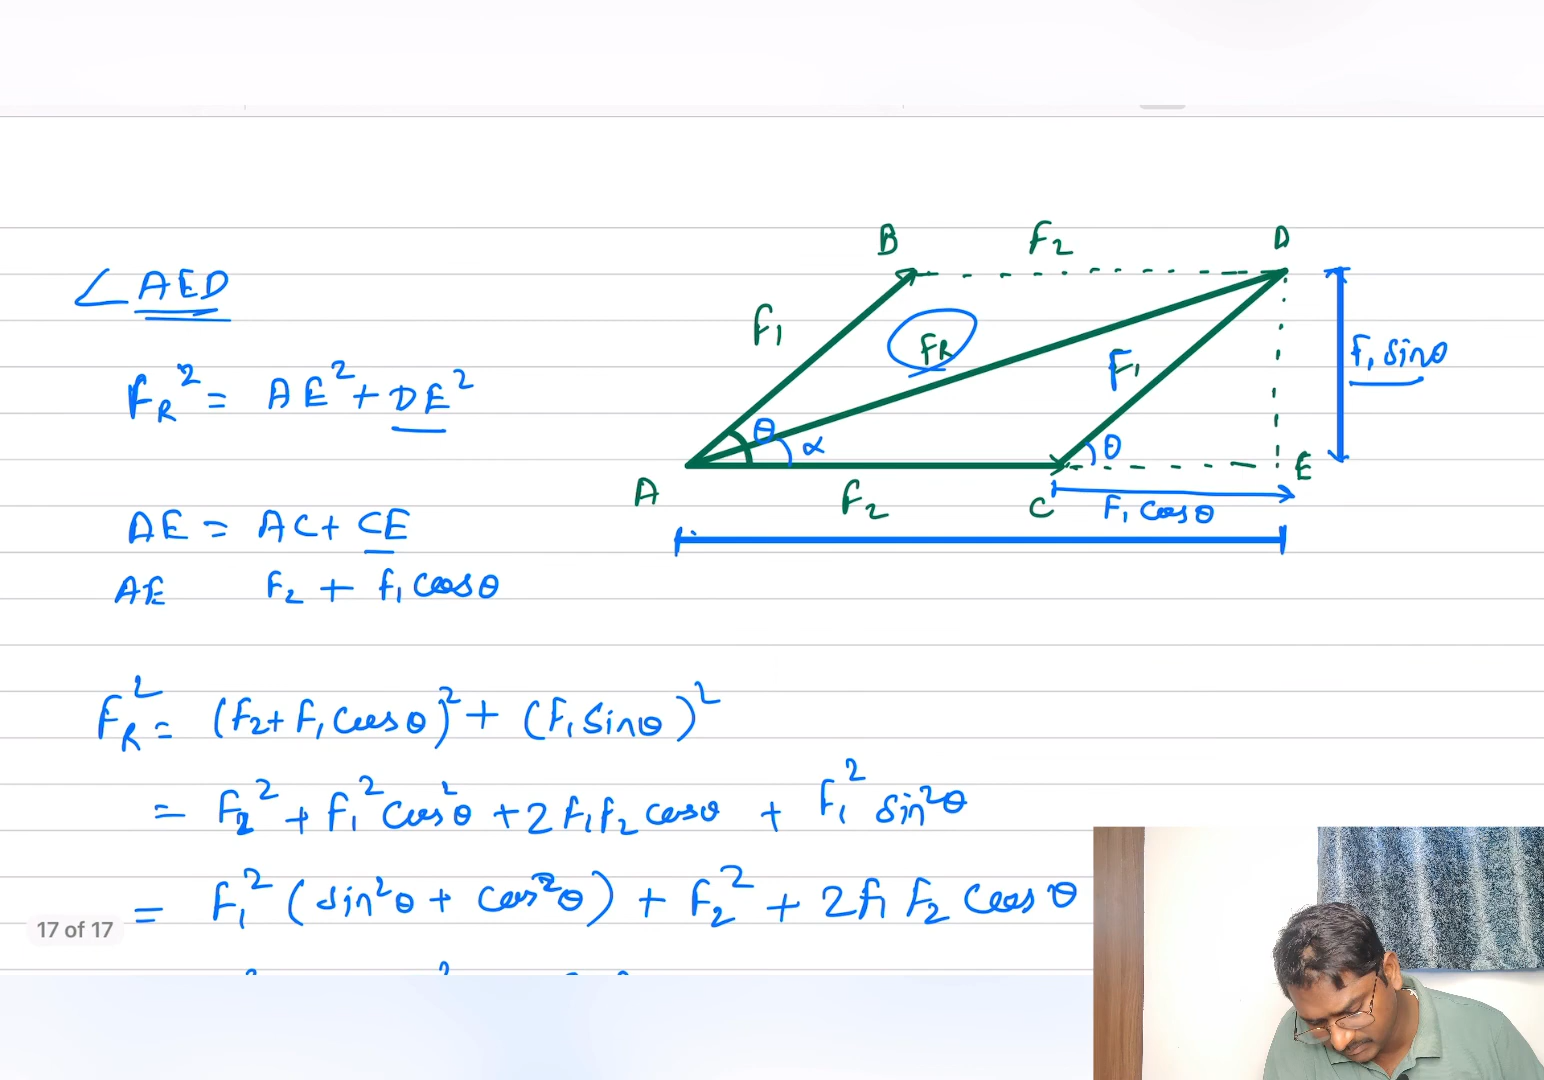 ∠AED
F_R² = AE² + DE²
AE = AC + CE
AE F₂ + F₁ cosθ
F_R² = (F₂ + F₁ cosθ)² + (F₁ sinθ)²
= F₂² + F₁² cos²θ + 2F₁F₂ cosθ + F₁² sin²θ
= F₁² (sin²θ + cos²θ) + F₂² + 2F₁F₂ cosθ
B F₂ D
F₁ F_R F₁ F₁ sinθ
θ α θ
A F₂ C E
F₁ cosθ
17 of 17